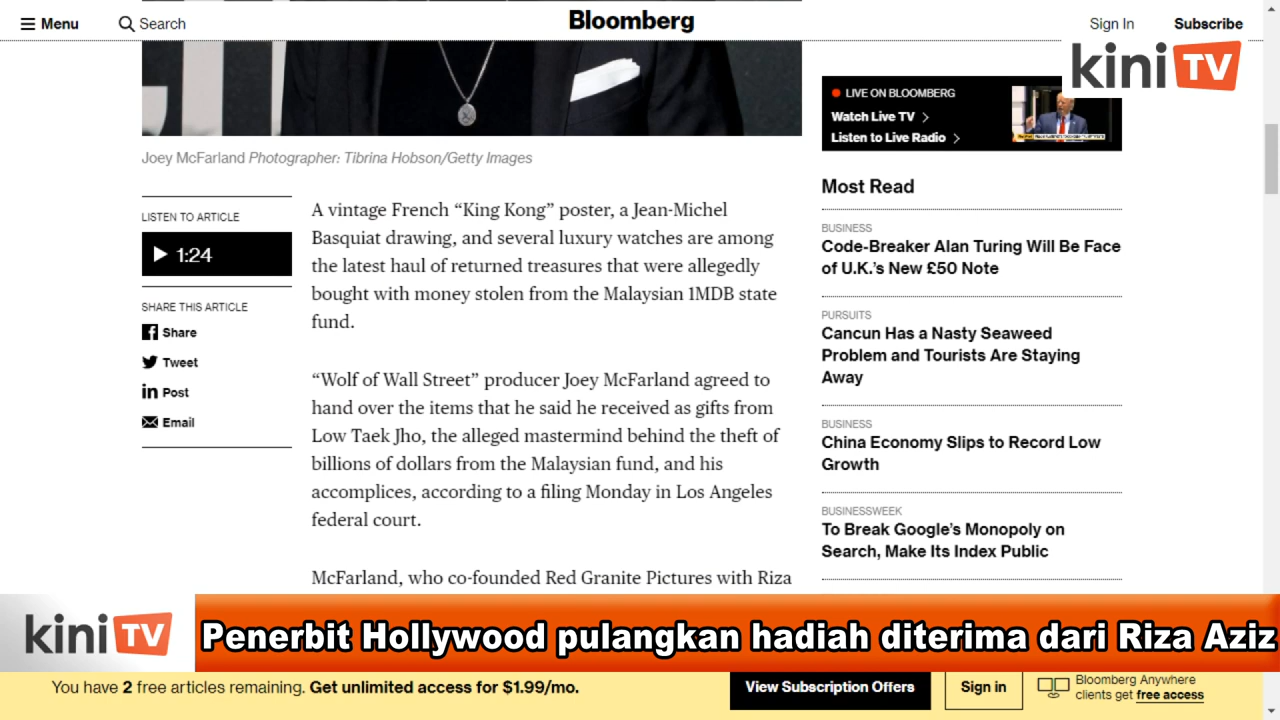 Menu
Search
Bloomberg
Sign In
Subscribe
kini TV
LIVE ON BLOOMBERG
Watch Live TV
Listen to Live Radio
Joey McFarland Photographer: Tibrina Hobson/Getty Images
LISTEN TO ARTICLE
1:24
SHARE THIS ARTICLE
Share
Tweet
Post
Email
A vintage French “King Kong” poster, a Jean-Michel
Basquiat drawing, and several luxury watches are among
the latest haul of returned treasures that were allegedly
bought with money stolen from the Malaysian 1MDB state
fund.
“Wolf of Wall Street” producer Joey McFarland agreed to
hand over the items that he said he received as gifts from
Low Taek Jho, the alleged mastermind behind the theft of
billions of dollars from the Malaysian fund, and his
accomplices, according to a filing Monday in Los Angeles
federal court.
McFarland, who co-founded Red Granite Pictures with Riza
Most Read
BUSINESS
Code-Breaker Alan Turing Will Be Face
of U.K.’s New £50 Note
PURSUITS
Cancun Has a Nasty Seaweed
Problem and Tourists Are Staying
Away
BUSINESS
China Economy Slips to Record Low
Growth
BUSINESSWEEK
To Break Google’s Monopoly on
Search, Make Its Index Public
kini TV
Penerbit Hollywood pulangkan hadiah diterima dari Riza Aziz
You have 2 free articles remaining. Get unlimited access for $1.99/mo.
View Subscription Offers
Sign in
Bloomberg Anywhere
clients get free access